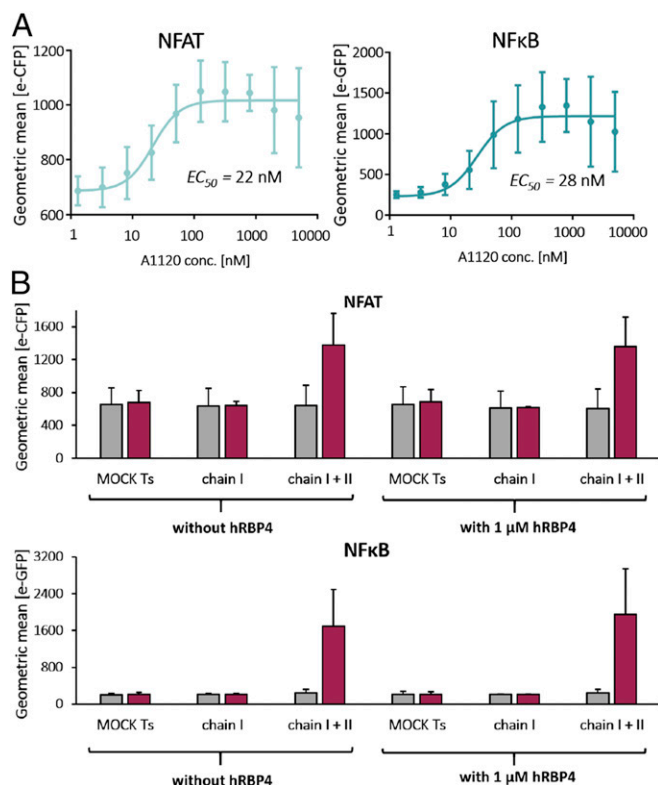 A
NFAT
Geometric mean [e-CFP]
1200
1000
800
600
EC50 = 22 nM
1
10
100
1000
10000
A1120 conc. [nM]
NFκB
Geometric mean [e-GFP]
2000
1500
1000
500
0
EC50 = 28 nM
1
10
100
1000
10000
A1120 conc. [nM]
B
NFAT
Geometric mean [e-CFP]
1600
1200
800
400
0
MOCK Ts
chain I
chain I + II
MOCK Ts
chain I
chain I + II
without hRBP4
with 1 µM hRBP4
NFκB
Geometric mean [e-GFP]
3200
2400
1600
800
0
MOCK Ts
chain I
chain I + II
MOCK Ts
chain I
chain I + II
without hRBP4
with 1 µM hRBP4